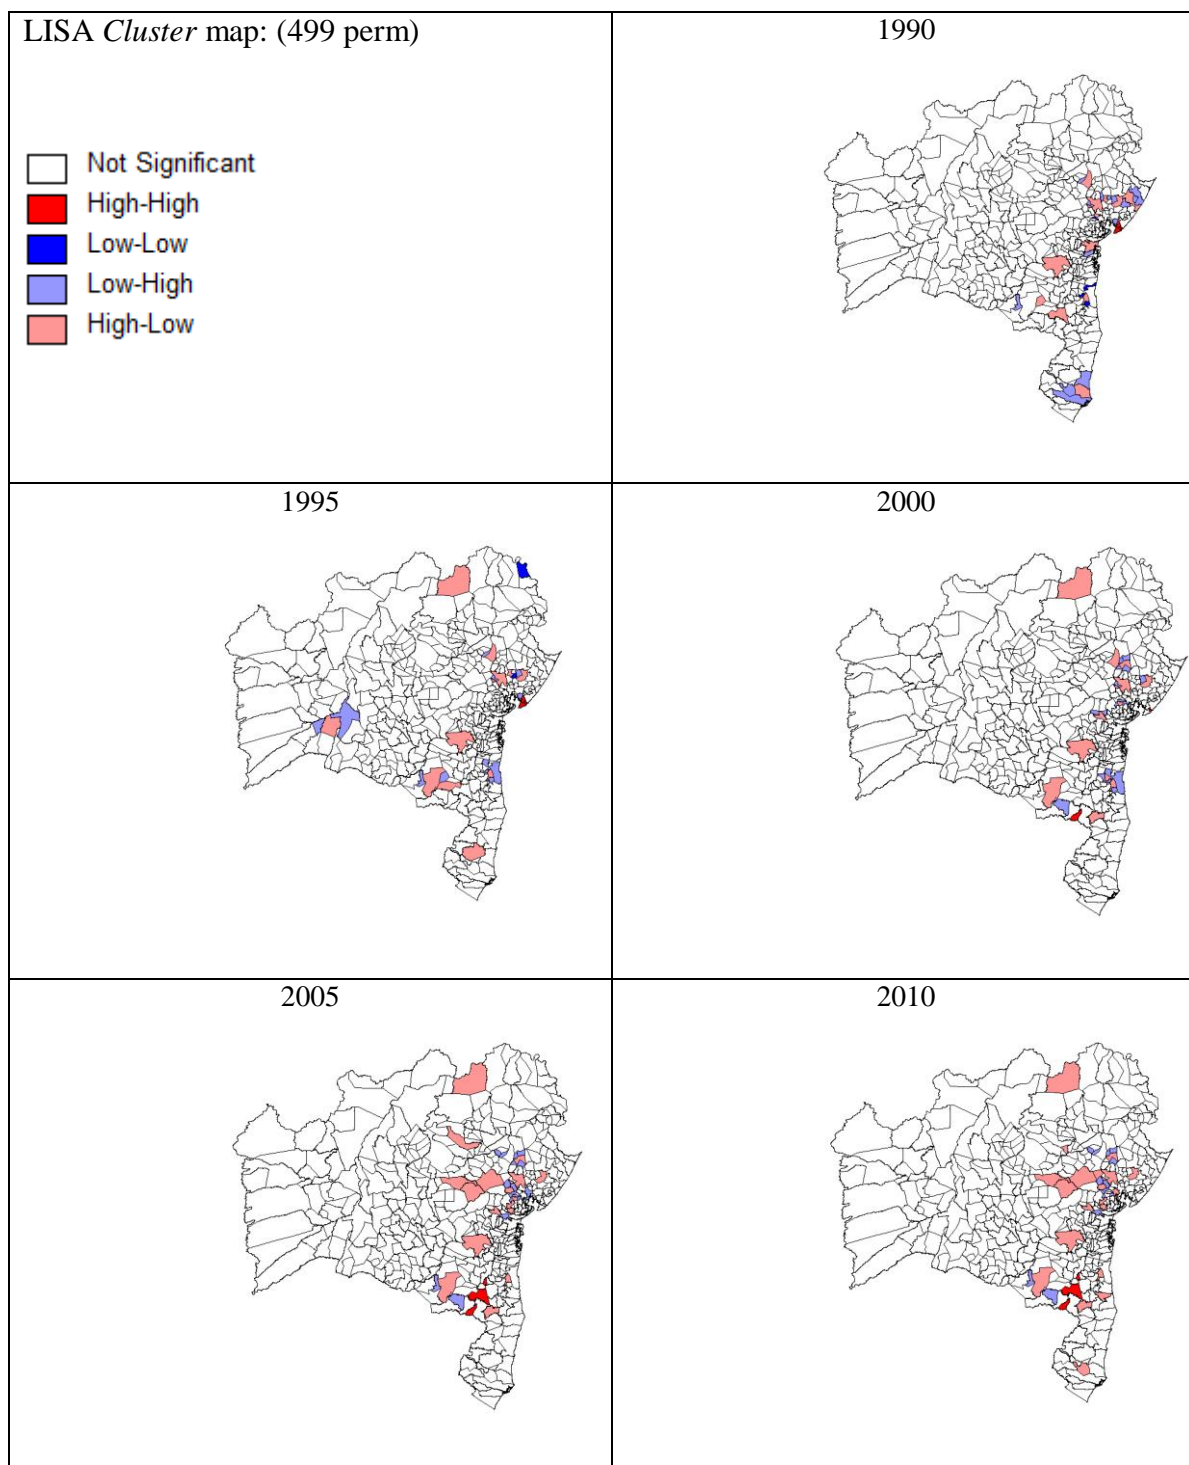 LISA Cluster map: (499 perm)
Not Significant
High-High
Low-Low
Low-High
High-Low
1990
1995
2000
2005
2010